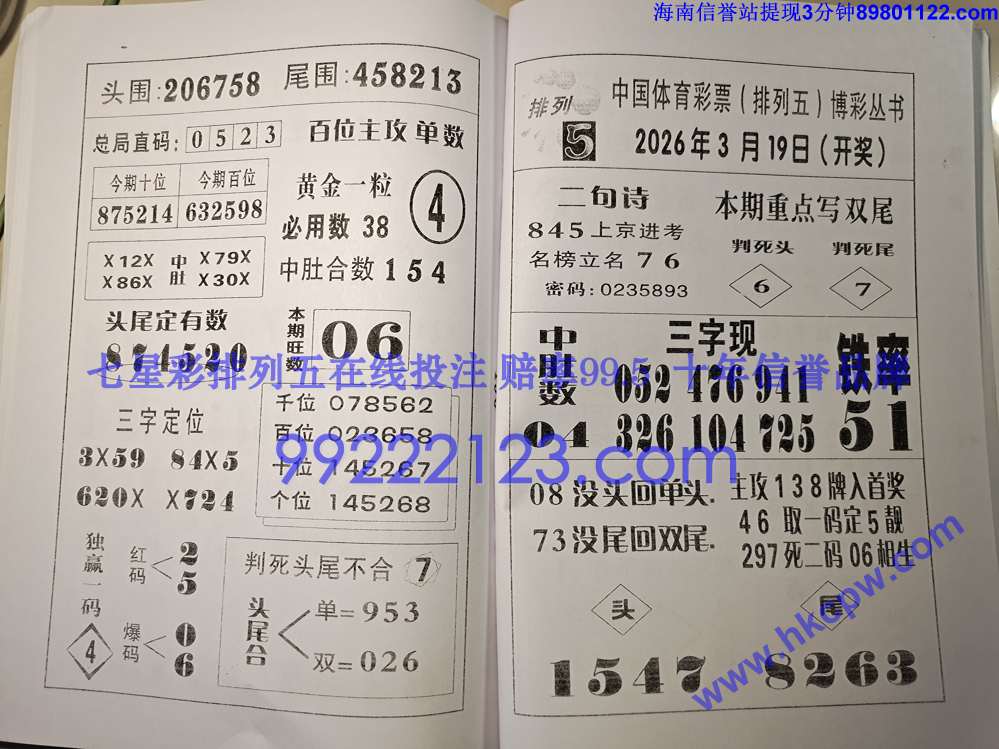 海南信誉站提现3分钟89801122.com
头围:206758 尾围:458213
总局直码: 0 5 2 3
百位主攻单数
今期十位 今期百位
875214 632598
黄金一粒
必用数 38
4
X12X 中 X79X
X86X 肚 X30X
中肚合数 154
头尾定有数
874520
本期旺数
06
三字定位
3X59 84X5
620X X724
千位 078562
百位 023658
十位 145267
个位 145268
独赢一码
4
红码
2
5
爆码
0
6
判死头尾不合 7
头尾合
单=953
双=026
排列
5
中国体育彩票(排列五)博彩丛书
2026年3月19日(开奖)
二句诗
845上京进考
名榜立名76
密码:0235893
本期重点写双尾
判死头 判死尾
6 7
中肚数
04
三字现
052 476 941
326 104 725
铁率
51
08没头回单头.
73没尾回双尾.
主攻138牌入首奖
46取一码定5靓
297死二码06相生
头 尾
1547 8263
七星彩排列五在线投注 赔率99.5 十年信誉品牌
99222123.com
www.hkcpw.com